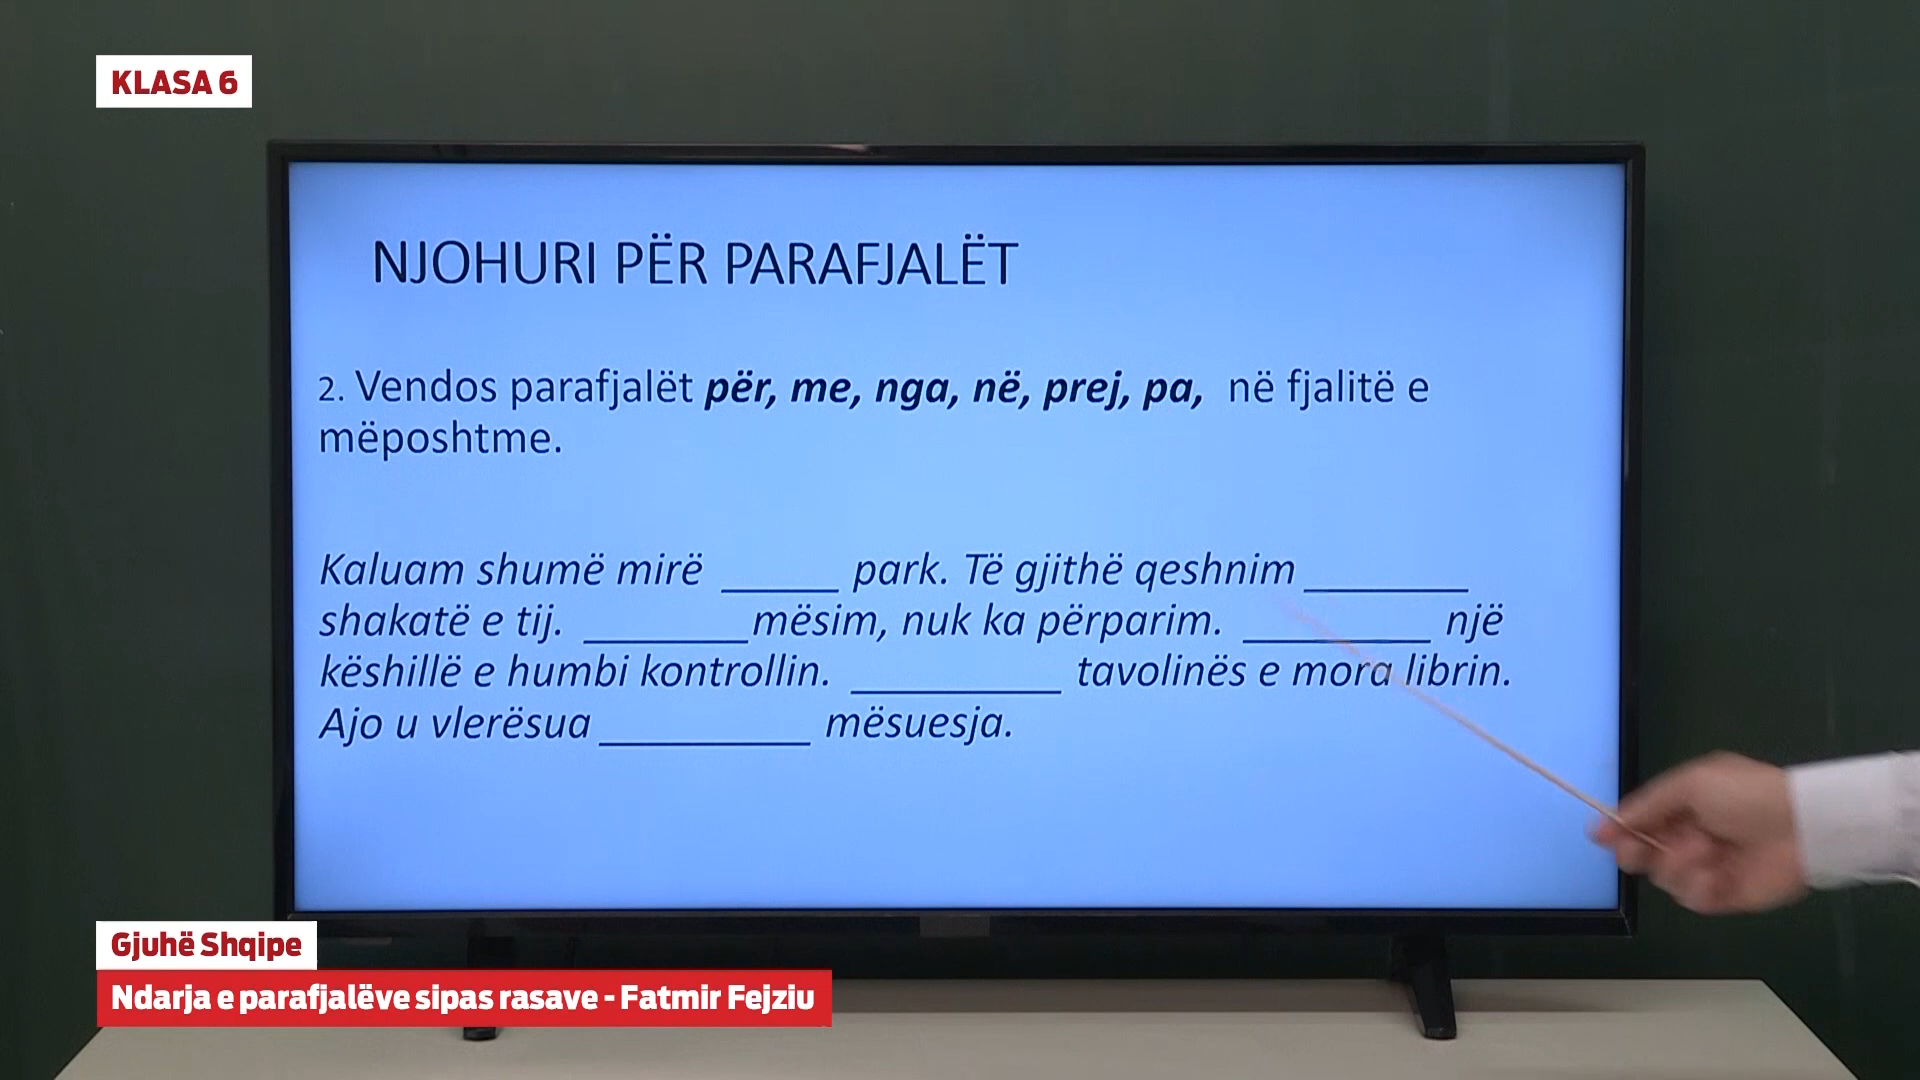 KLASA 6
NJOHURI PËR PARAFJALËT
2. Vendos parafjalët për, me, nga, në, prej, pa, në fjalitë e
mëposhtme.
Kaluam shumë mirë ______ park. Të gjithë qeshnim ________
shakatë e tij. ________mësim, nuk ka përparim. _________ një
këshillë e humbi kontrollin. __________ tavolinës e mora librin.
Ajo u vlerësua __________ mësuesja.
Gjuhë Shqipe
Ndarja e parafjalëve sipas rasave - Fatmir Fejziu